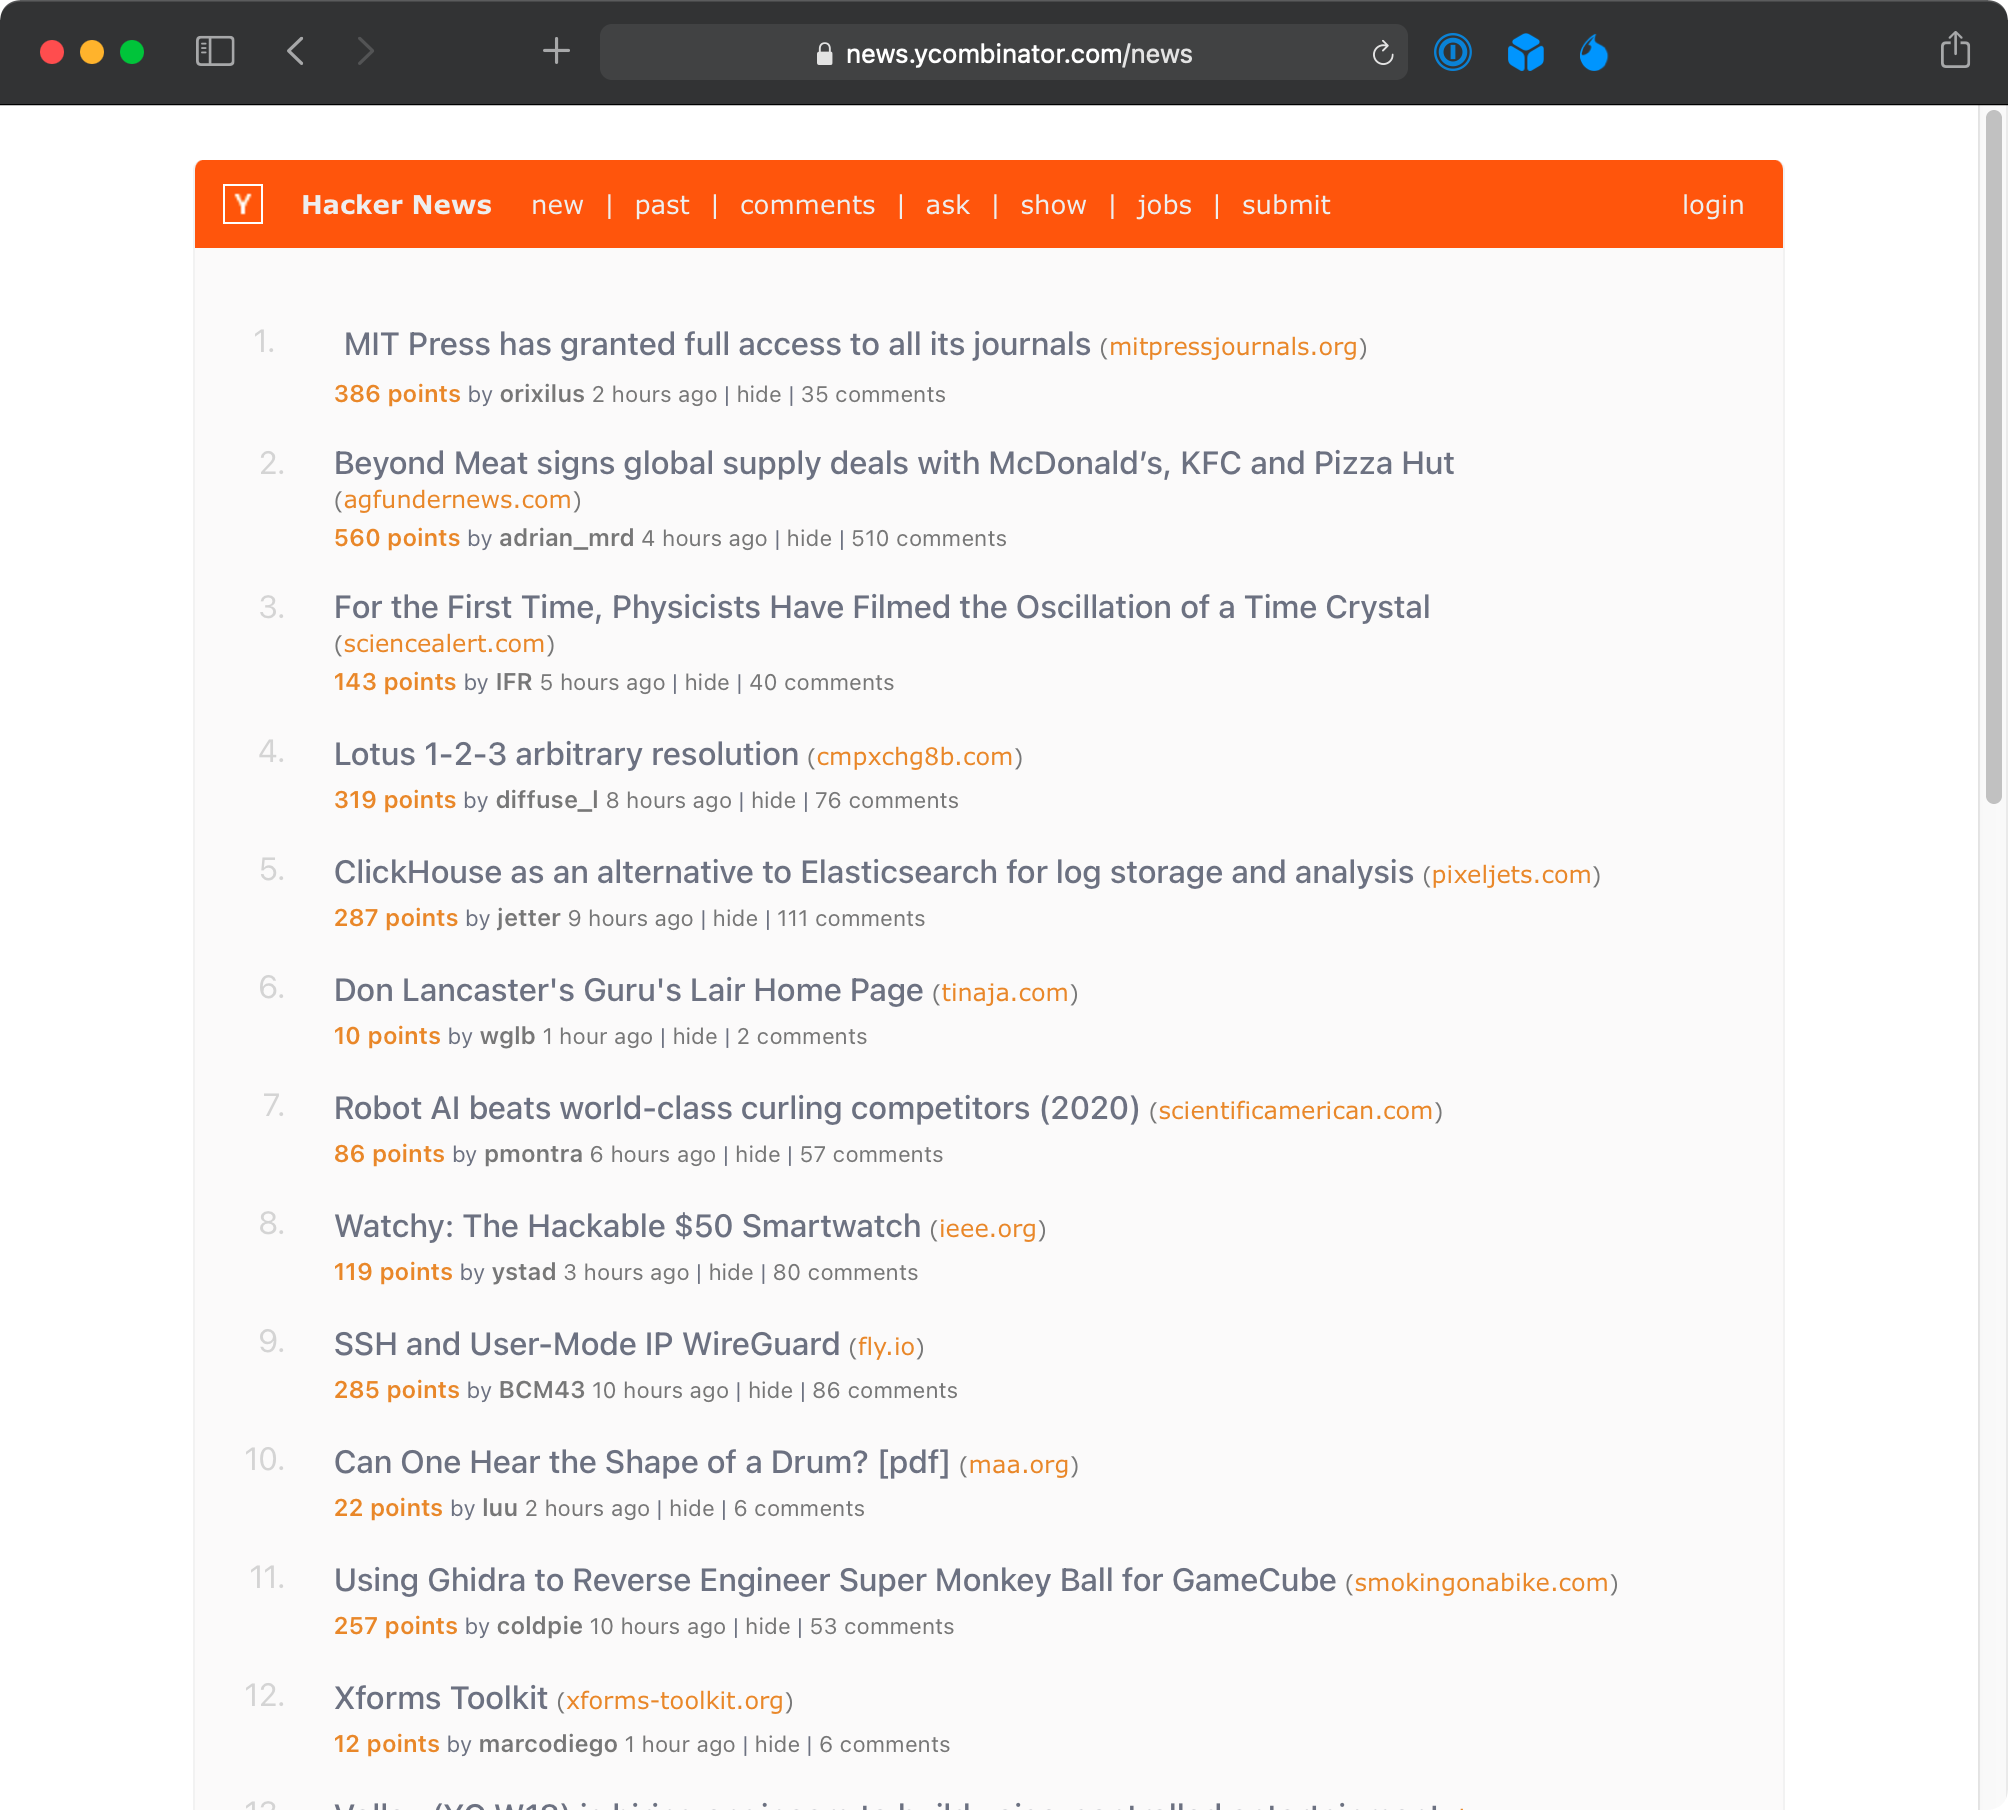 news.ycombinator.com/news
Y Hacker News new | past | comments | ask | show | jobs | submit login
1. MIT Press has granted full access to all its journals (mitpressjournals.org)
386 points by orixilus 2 hours ago | hide | 35 comments
2. Beyond Meat signs global supply deals with McDonald’s, KFC and Pizza Hut
(agfundernews.com)
560 points by adrian_mrd 4 hours ago | hide | 510 comments
3. For the First Time, Physicists Have Filmed the Oscillation of a Time Crystal
(sciencealert.com)
143 points by IFR 5 hours ago | hide | 40 comments
4. Lotus 1-2-3 arbitrary resolution (cmpxchg8b.com)
319 points by diffuse_l 8 hours ago | hide | 76 comments
5. ClickHouse as an alternative to Elasticsearch for log storage and analysis (pixeljets.com)
287 points by jetter 9 hours ago | hide | 111 comments
6. Don Lancaster's Guru's Lair Home Page (tinaja.com)
10 points by wglb 1 hour ago | hide | 2 comments
7. Robot AI beats world-class curling competitors (2020) (scientificamerican.com)
86 points by pmontra 6 hours ago | hide | 57 comments
8. Watchy: The Hackable $50 Smartwatch (ieee.org)
119 points by ystad 3 hours ago | hide | 80 comments
9. SSH and User-Mode IP WireGuard (fly.io)
285 points by BCM43 10 hours ago | hide | 86 comments
10. Can One Hear the Shape of a Drum? [pdf] (maa.org)
22 points by luu 2 hours ago | hide | 6 comments
11. Using Ghidra to Reverse Engineer Super Monkey Ball for GameCube (smokingonabike.com)
257 points by coldpie 10 hours ago | hide | 53 comments
12. Xforms Toolkit (xforms-toolkit.org)
12 points by marcodiego 1 hour ago | hide | 6 comments